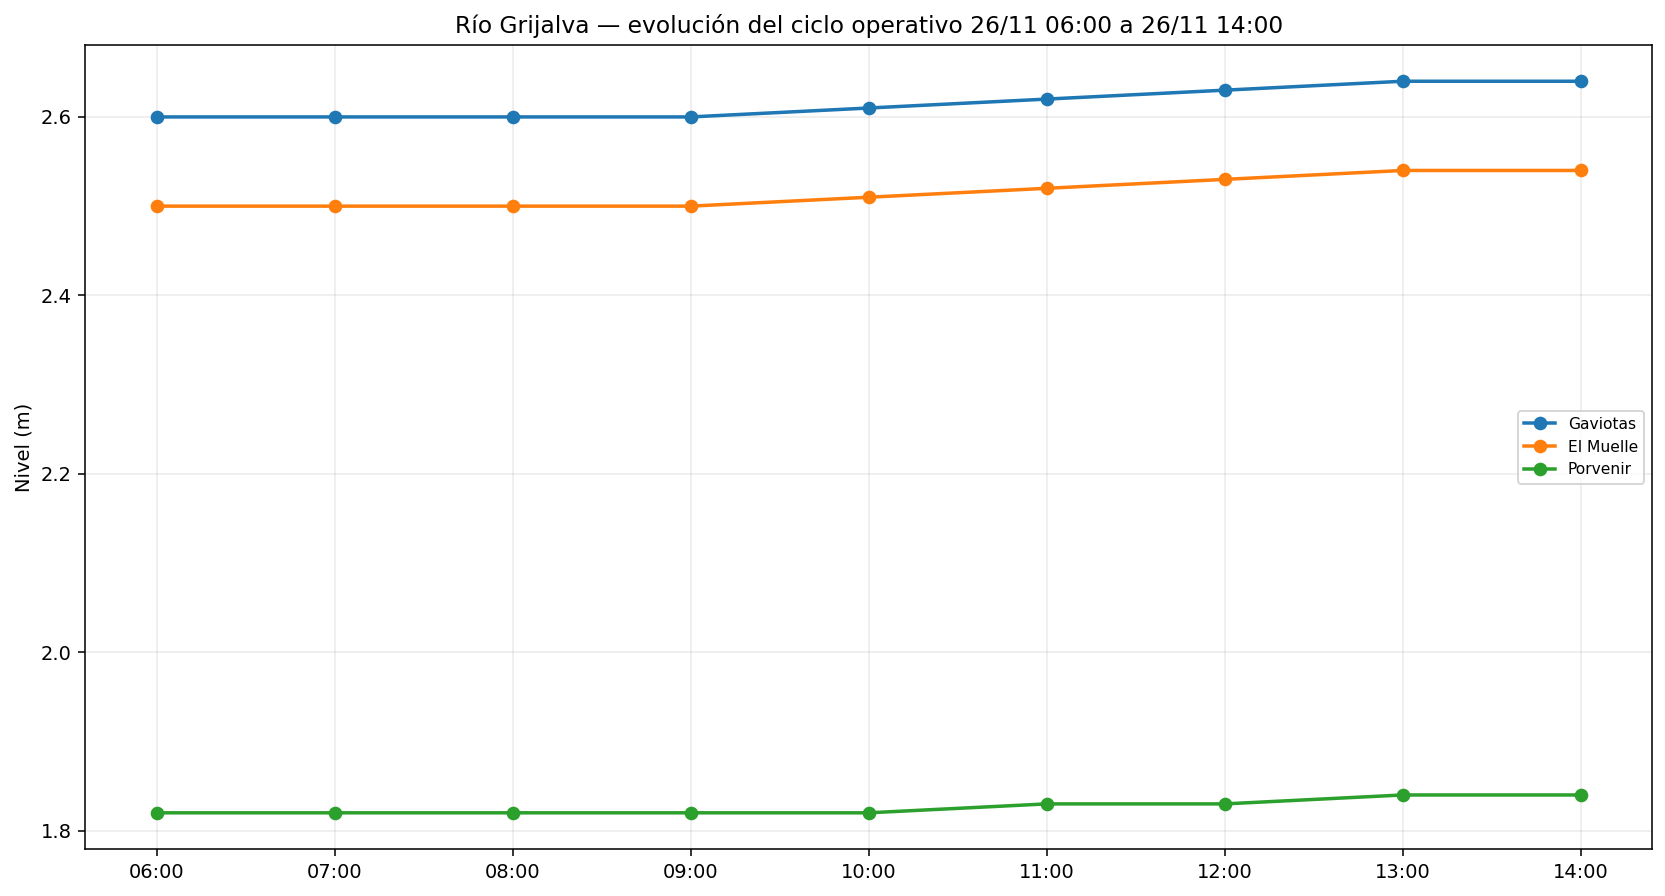 Río Grijalva — evolución del ciclo operativo 26/11 06:00 a 26/11 14:00
Nivel (m)
2.6
2.4
2.2
2.0
1.8
Gaviotas
El Muelle
Porvenir
06:00 07:00 08:00 09:00 10:00 11:00 12:00 13:00 14:00